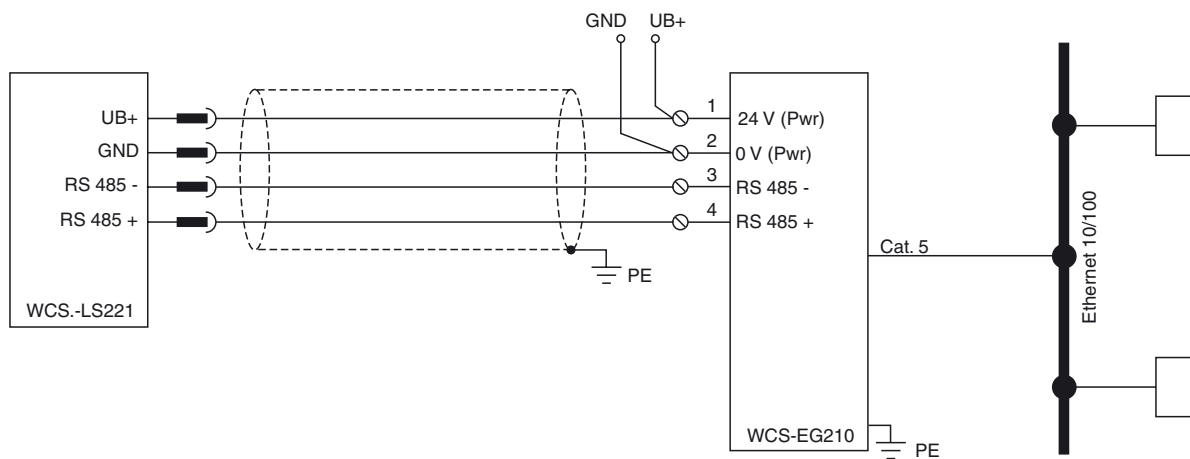 GND UB+
UB+
GND
RS 485 -
RS 485 +
WCS.-LS221
PE
1
2
3
4
24 V (Pwr)
0 V (Pwr)
RS 485 -
RS 485 +
WCS-EG210
PE
Cat. 5
Ethernet 10/100